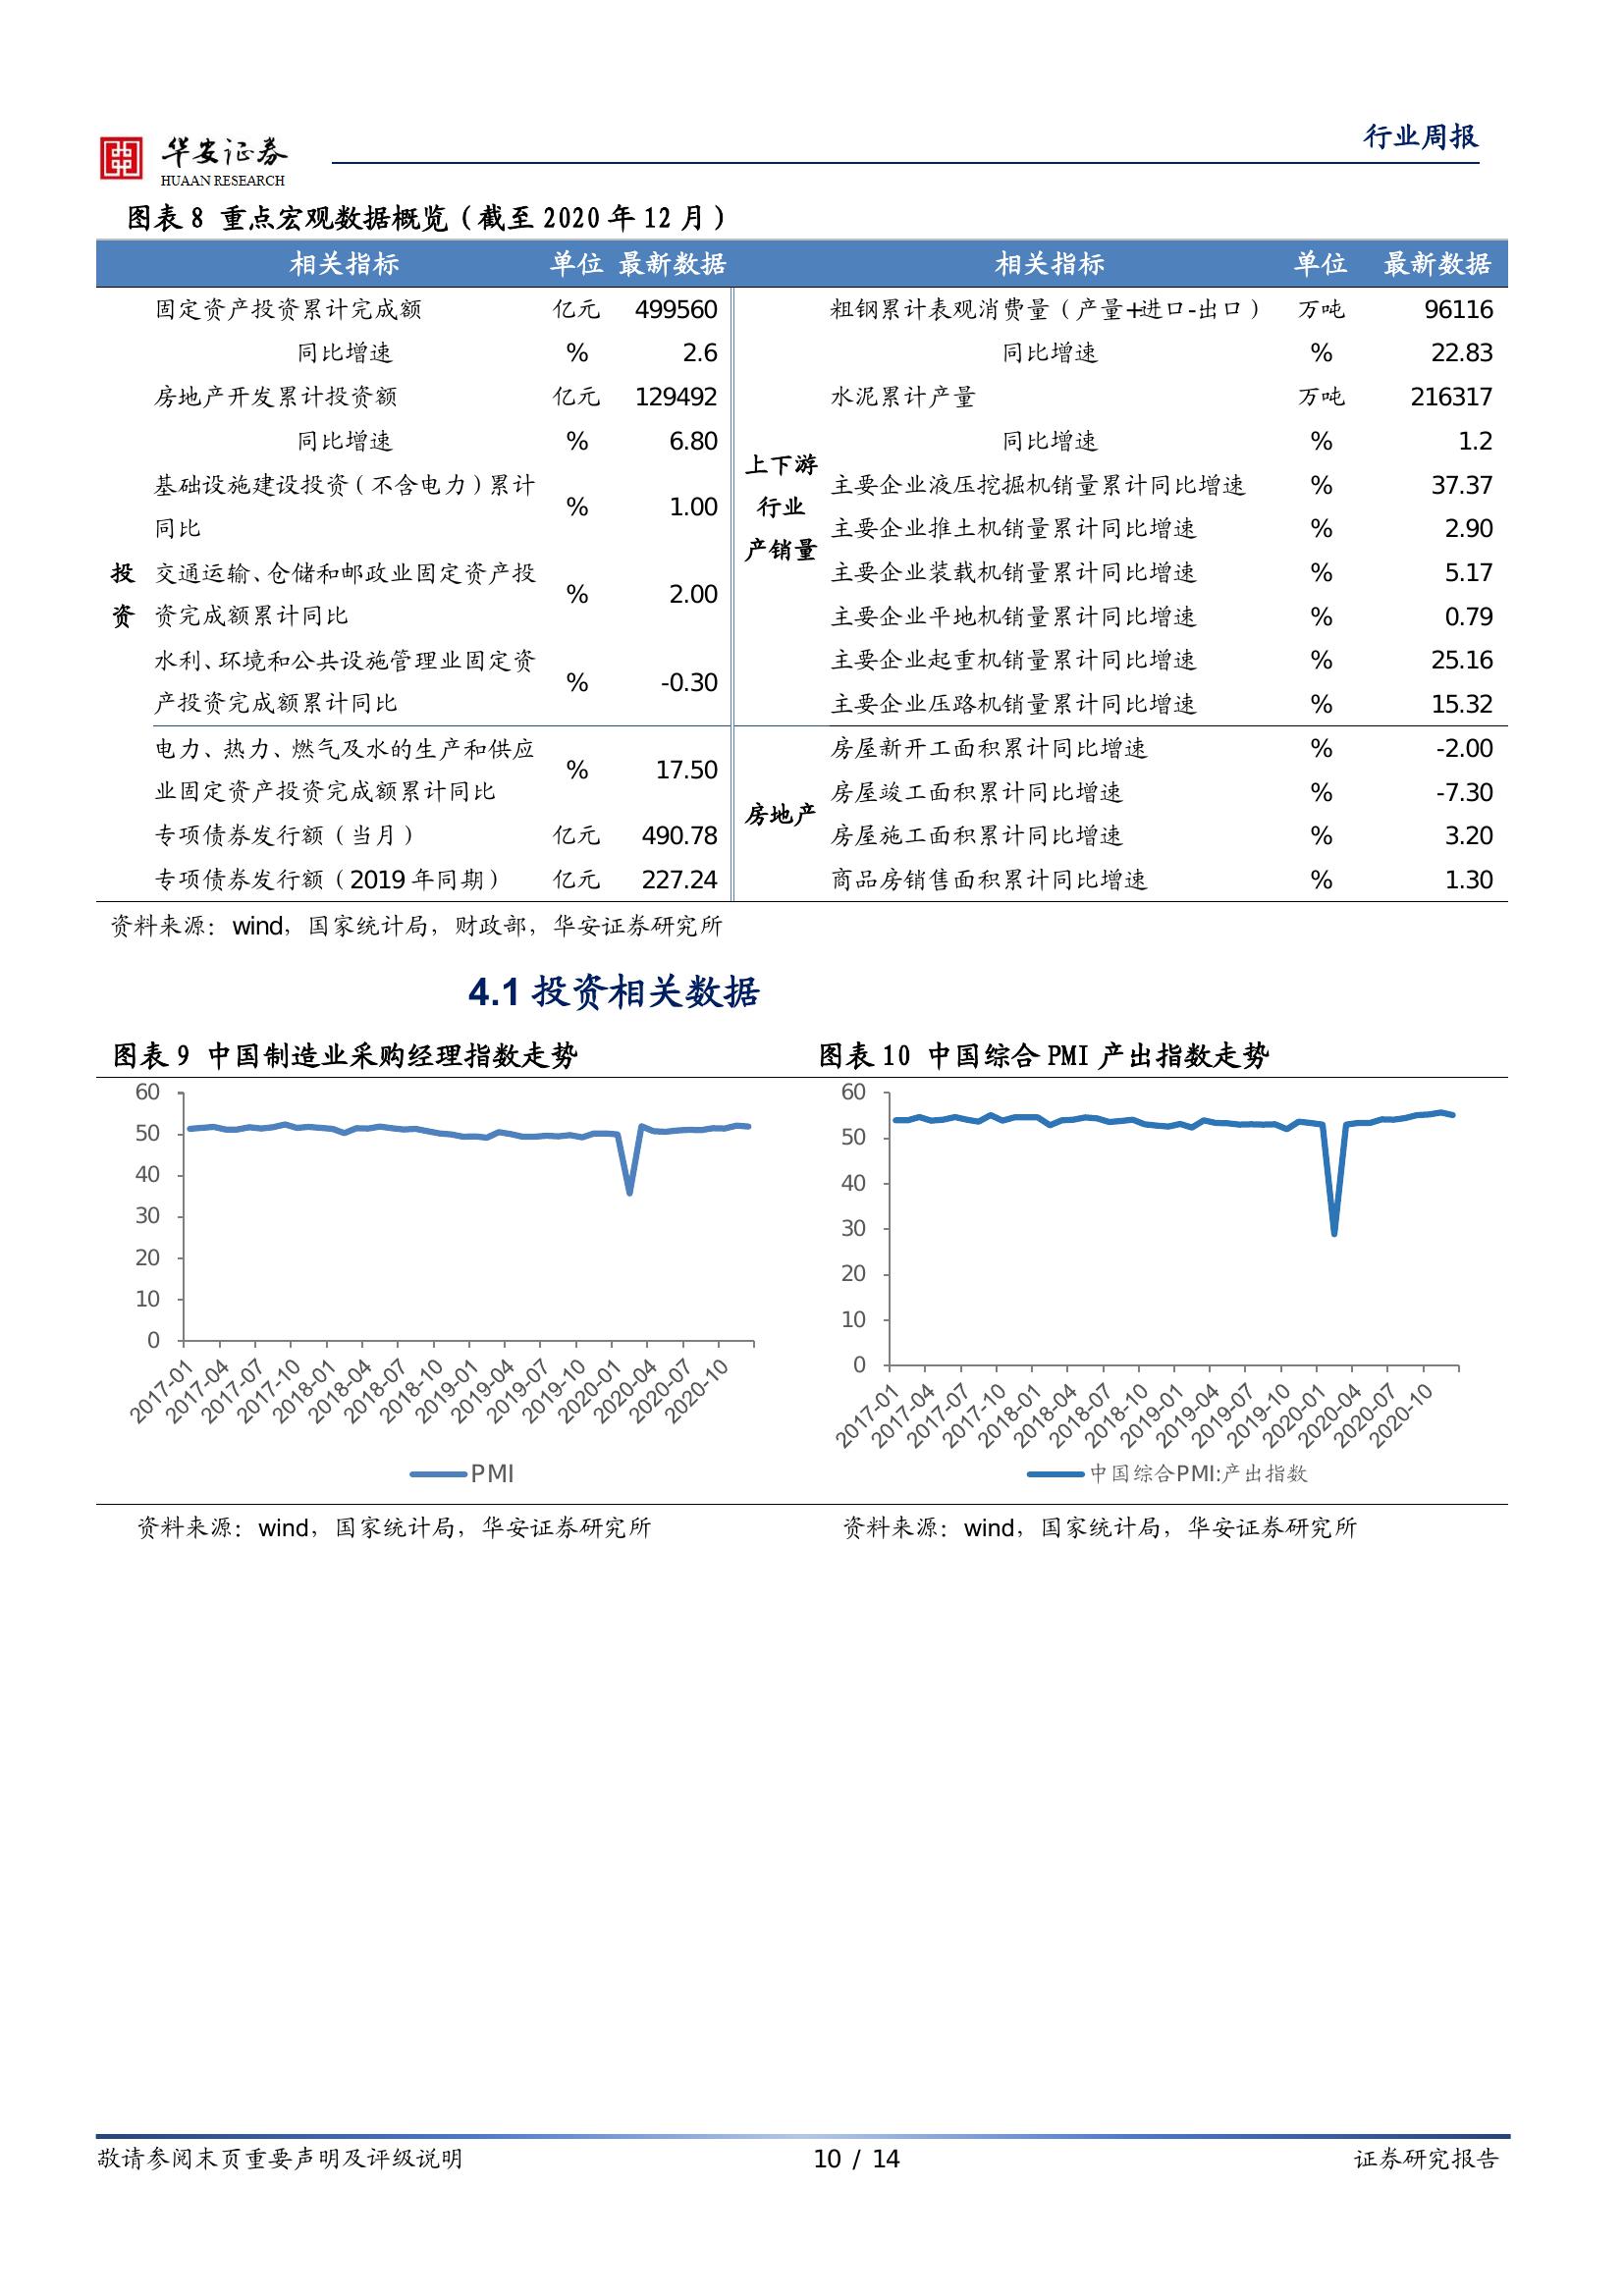 华安证券
HUAAN RESEARCH
行业周报
图表 8 重点宏观数据概览（截至 2020 年 12 月）
相关指标 单位 最新数据 相关指标 单位 最新数据
投资
固定资产投资累计完成额 亿元 499560
同比增速 % 2.6
房地产开发累计投资额 亿元 129492
同比增速 % 6.80
基础设施建设投资（不含电力）累计
同比 % 1.00
交通运输、仓储和邮政业固定资产投
资完成额累计同比 % 2.00
水利、环境和公共设施管理业固定资
产投资完成额累计同比 % -0.30
电力、热力、燃气及水的生产和供应
业固定资产投资完成额累计同比 % 17.50
专项债券发行额（当月） 亿元 490.78
专项债券发行额（2019 年同期） 亿元 227.24
上下游
行业
产销量
粗钢累计表观消费量（产量+进口-出口） 万吨 96116
同比增速 % 22.83
水泥累计产量 万吨 216317
同比增速 % 1.2
主要企业液压挖掘机销量累计同比增速 % 37.37
主要企业推土机销量累计同比增速 % 2.90
主要企业装载机销量累计同比增速 % 5.17
主要企业平地机销量累计同比增速 % 0.79
主要企业起重机销量累计同比增速 % 25.16
主要企业压路机销量累计同比增速 % 15.32
房地产
房屋新开工面积累计同比增速 % -2.00
房屋竣工面积累计同比增速 % -7.30
房屋施工面积累计同比增速 % 3.20
商品房销售面积累计同比增速 % 1.30
资料来源：wind，国家统计局，财政部，华安证券研究所
4.1 投资相关数据
图表 9 中国制造业采购经理指数走势
60
50
40
30
20
10
0
2017-01
2017-04
2017-07
2017-10
2018-01
2018-04
2018-07
2018-10
2019-01
2019-04
2019-07
2019-10
2020-01
2020-04
2020-07
2020-10
PMI
资料来源：wind，国家统计局，华安证券研究所
图表 10 中国综合 PMI 产出指数走势
60
50
40
30
20
10
0
2017-01
2017-04
2017-07
2017-10
2018-01
2018-04
2018-07
2018-10
2019-01
2019-04
2019-07
2019-10
2020-01
2020-04
2020-07
2020-10
中国综合PMI:产出指数
资料来源：wind，国家统计局，华安证券研究所
敬请参阅末页重要声明及评级说明
10 / 14
证券研究报告